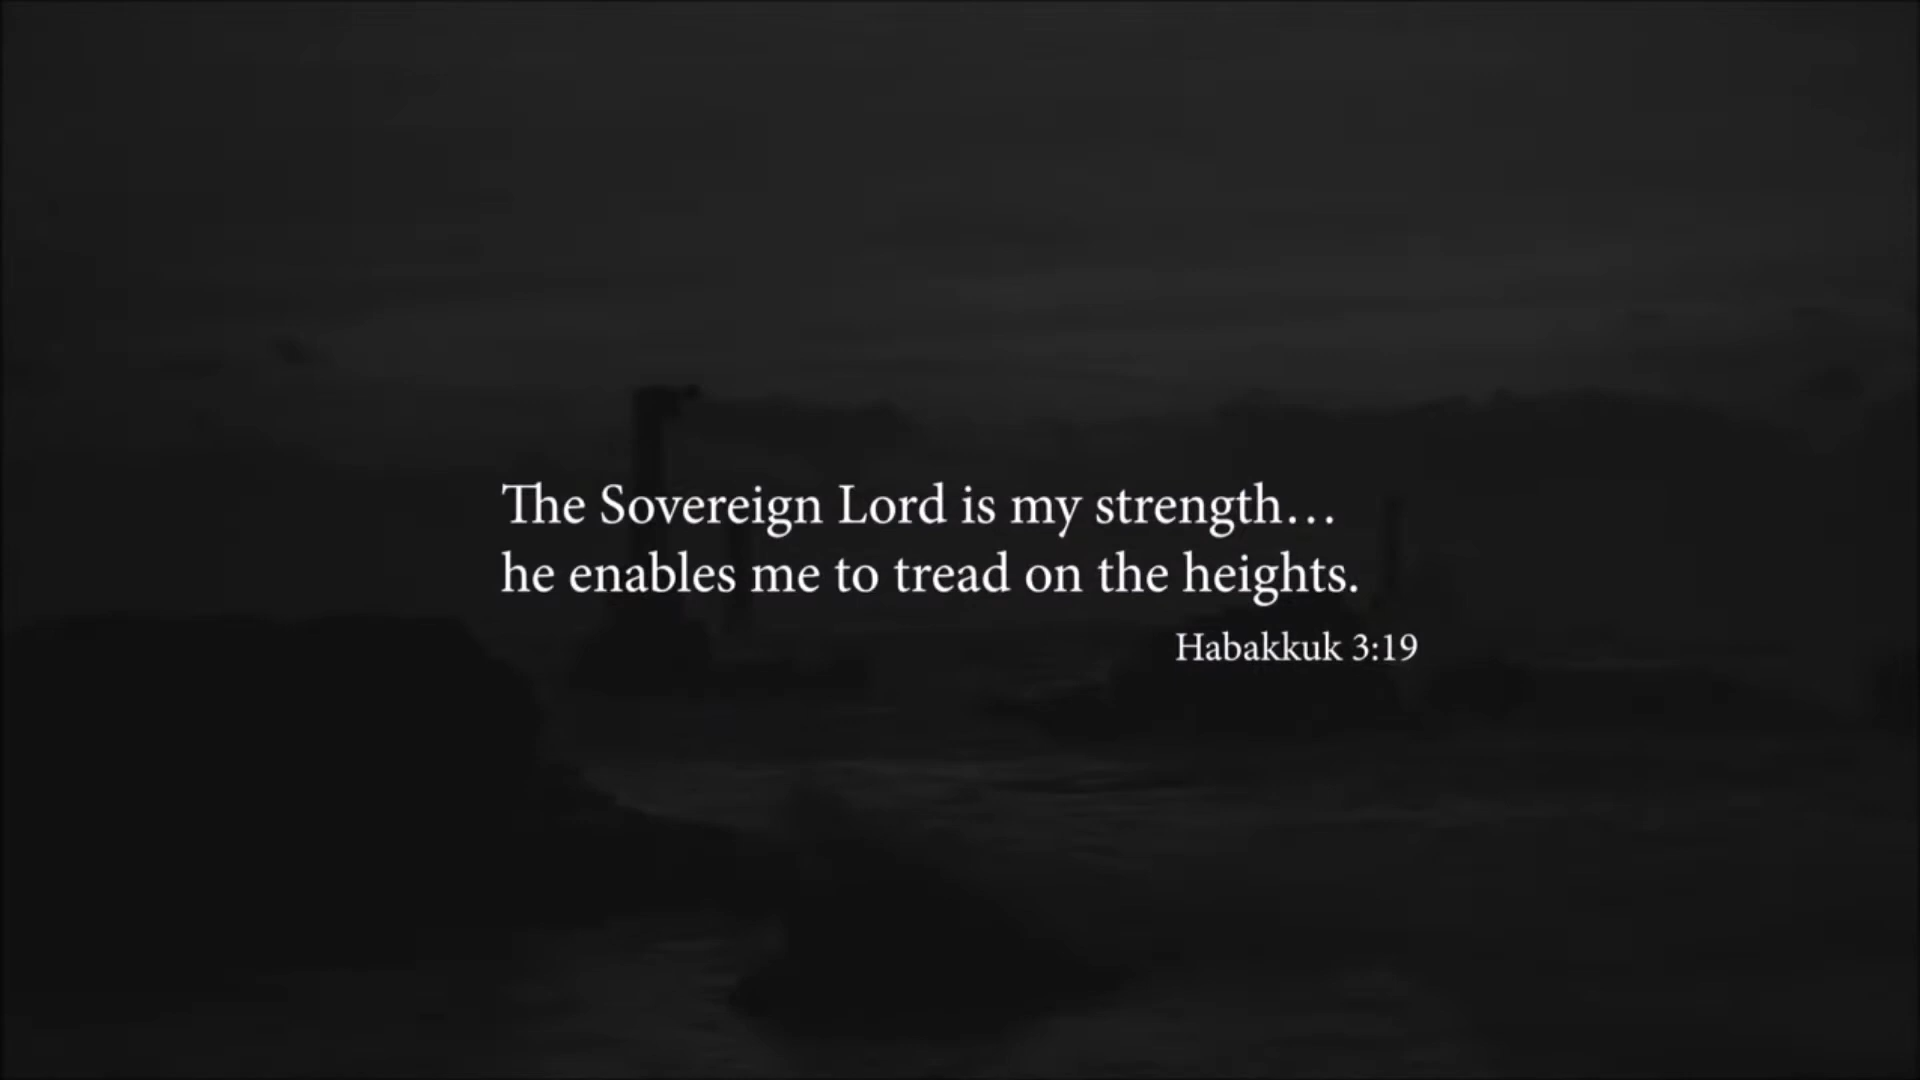 The Sovereign Lord is my strength…
he enables me to tread on the heights.
Habakkuk 3:19